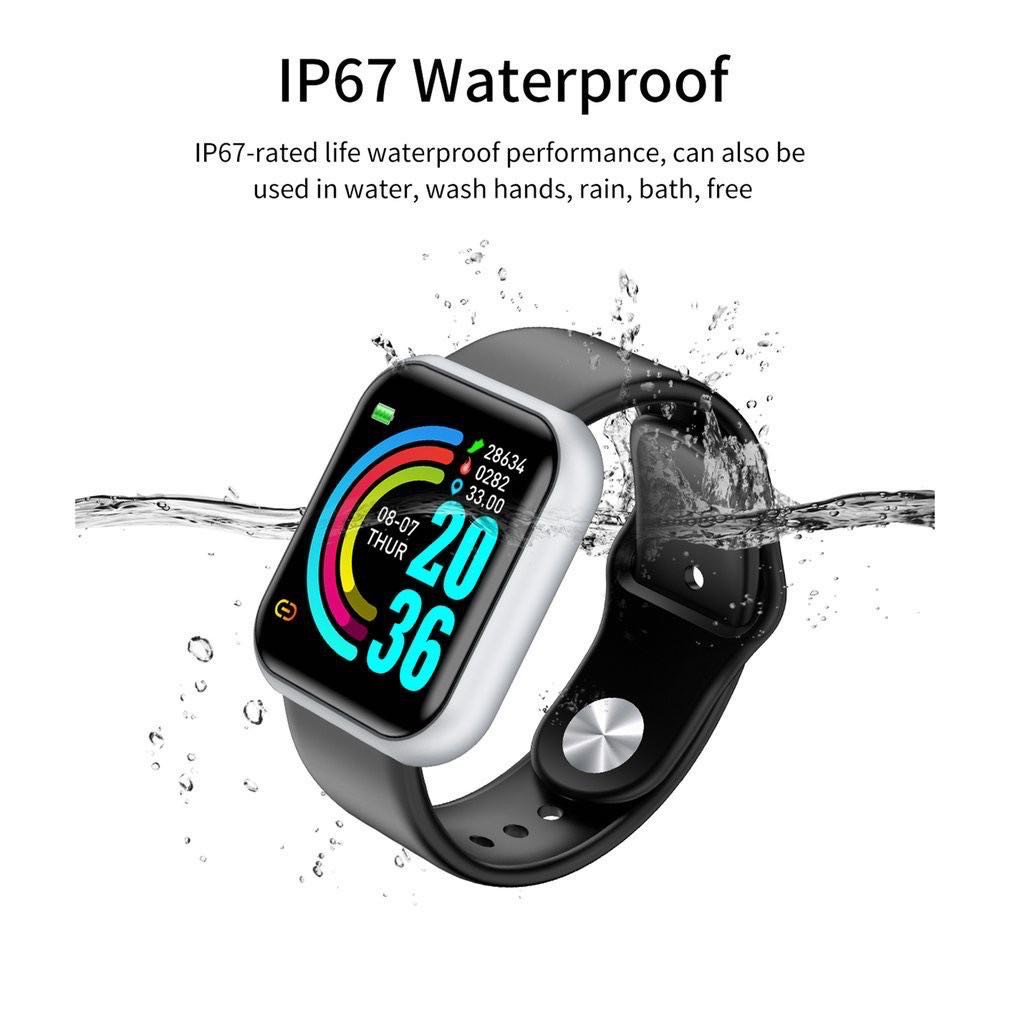 IP67 Waterproof
IP67-rated life waterproof performance, can also be
used in water, wash hands, rain, bath, free
28634
0282
33.00
08-07
THUR
20
36